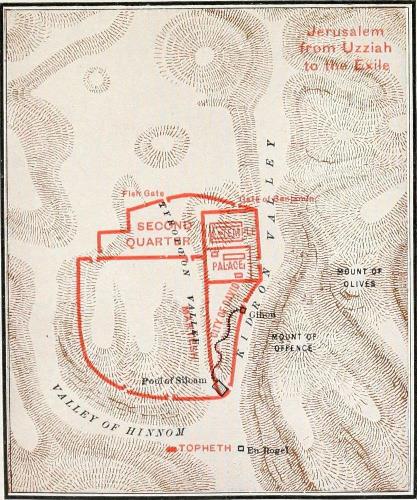 Jerusalem
from Uzziah
to the Exile
Fish Gate
Gate of Benjamin
SECOND
QUARTER
TEMPLE
PALACE
TYROPOEON VALLEY
CITY OF DAVID
KIDRON VALLEY
MOUNT OF
OLIVES
Gihon
MOUNT OF
OFFENCE
Pool of Siloam
VALLEY OF HINNOM
TOPHETH
En Rogel